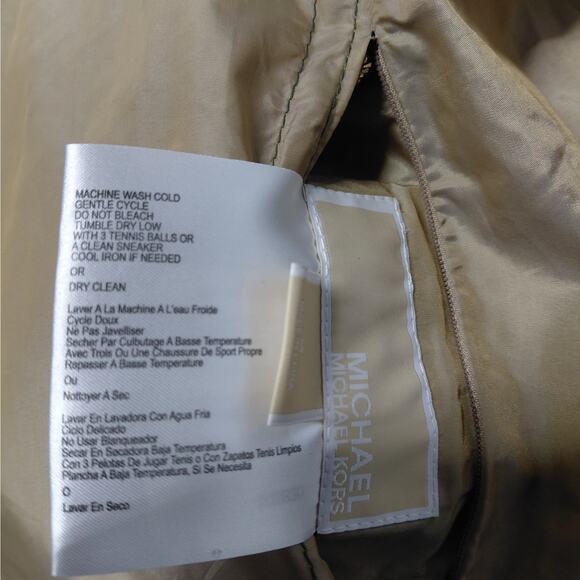 MACHINE WASH COLD
GENTLE CYCLE
DO NOT BLEACH
TUMBLE DRY LOW
WITH 3 TENNIS BALLS OR
A CLEAN SNEAKER
COOL IRON IF NEEDED
OR
DRY CLEAN
Laver A La Machine A L'eau Froide
Cycle Doux
Ne Pas Javelliser
Secher Par Culbutage A Basse Temperature
Avec Trois Ou Une Chaussure De Sport Propre
Rapasser A Basse Temperature
Ou
Nottoyer A Sec
Lavar En Lavadora Con Agua Fria
Ciclo Delicado
No Usar Blanqueador
Secar En Secadora Baja Temperatura
Con 3 Pelotas De Jugar Tenis o Con Zapatos Tenis Limpios
Plancha A Baja Temperatura, Si Se Necesita
O
Lavar En Seco
MICHAEL
MICHAEL KORS